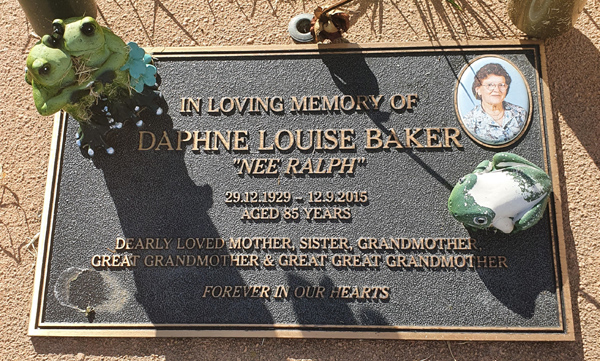 IN LOVING MEMORY OF
DAPHNE LOUISE BAKER
"NEE RALPH"
29.12.1929 – 12.9.2015
AGED 85 YEARS
DEARLY LOVED MOTHER, SISTER, GRANDMOTHER,
GREAT GRANDMOTHER & GREAT GREAT GRANDMOTHER
FOREVER IN OUR HEARTS